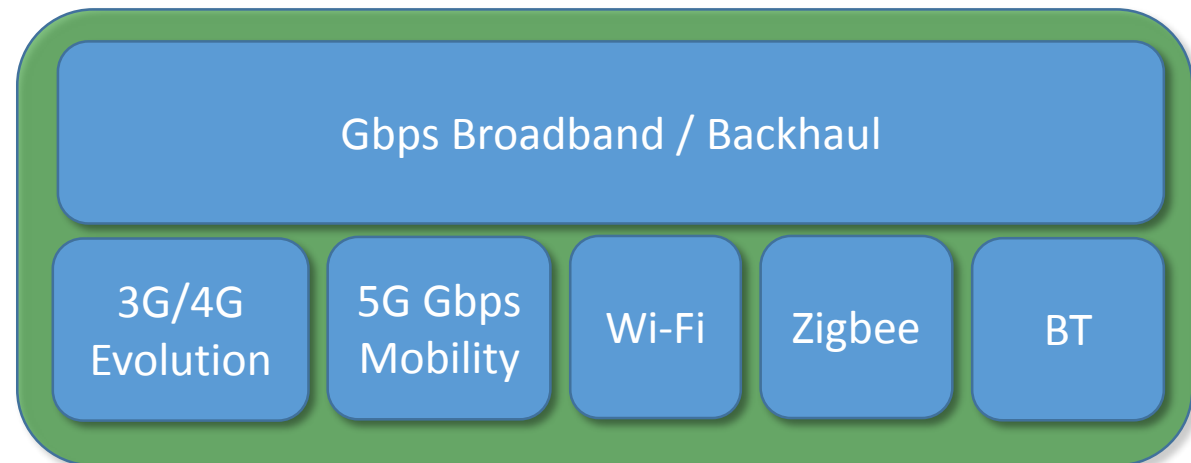 Gbps Broadband / Backhaul
3G/4G
Evolution
5G Gbps
Mobility
Wi-Fi
Zigbee
BT